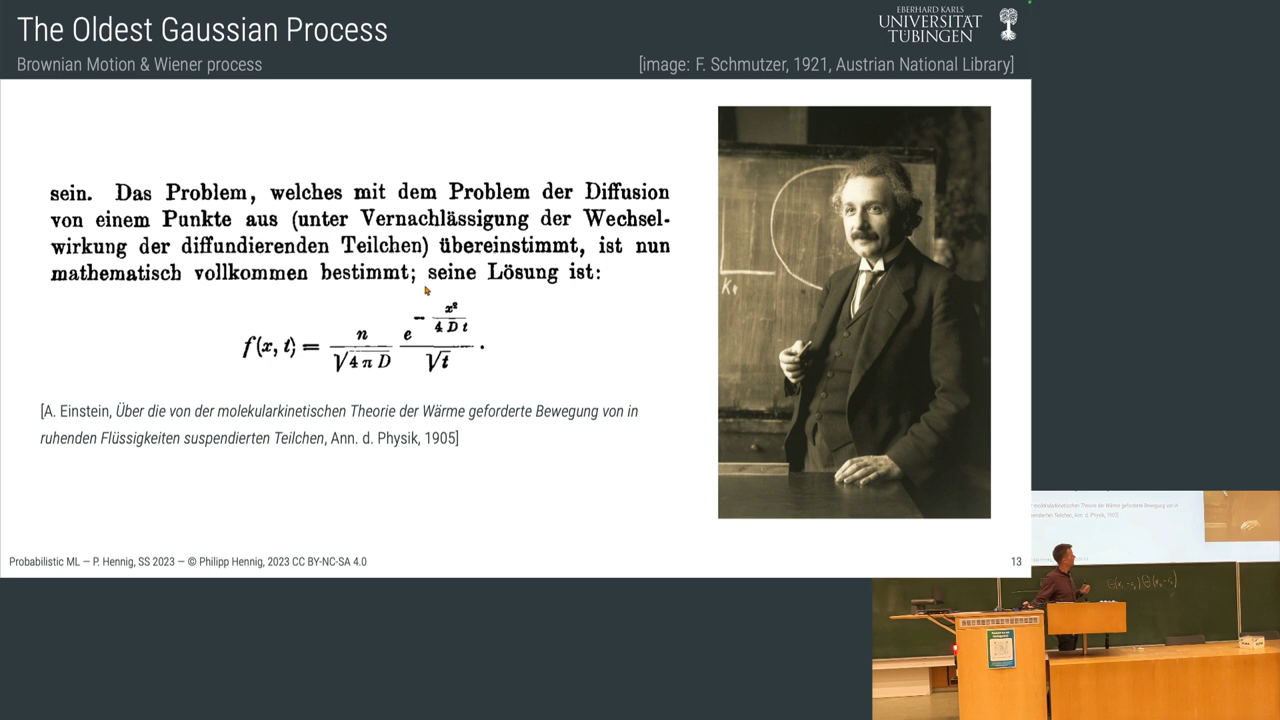 The Oldest Gaussian Process
Brownian Motion & Wiener process
[image: F. Schmutzer, 1921, Austrian National Library]
EBERHARD KARLS
UNIVERSITÄT
TÜBINGEN
sein. Das Problem, welches mit dem Problem der Diffusion
von einem Punkte aus (unter Vernachlässigung der Wechsel-
wirkung der diffundierenden Teilchen) übereinstimmt, ist nun
mathematisch vollkommen bestimmt; seine Lösung ist:
f(x, t) = n/√(4 π D) e^(− x²/(4 D t))/√t .
[A. Einstein, Über die von der molekularkinetischen Theorie der Wärme geforderte Bewegung von in
ruhenden Flüssigkeiten suspendierten Teilchen, Ann. d. Physik, 1905]
Probabilistic ML — P. Hennig, SS 2023 — © Philipp Hennig, 2023 CC BY-NC-SA 4.0
13